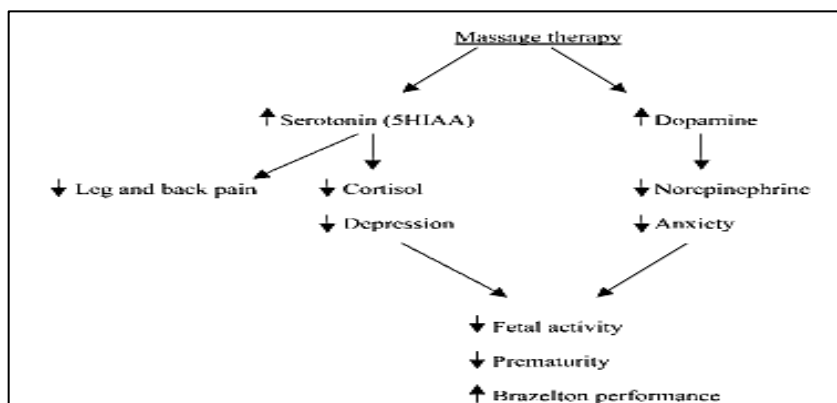 Massage therapy
↑ Serotonin (5HIAA) ↑ Dopamine
↓ Leg and back pain ↓ Cortisol ↓ Norepinephrine
↓ Depression ↓ Anxiety
↓ Fetal activity
↓ Prematurity
↑ Brazelton performance